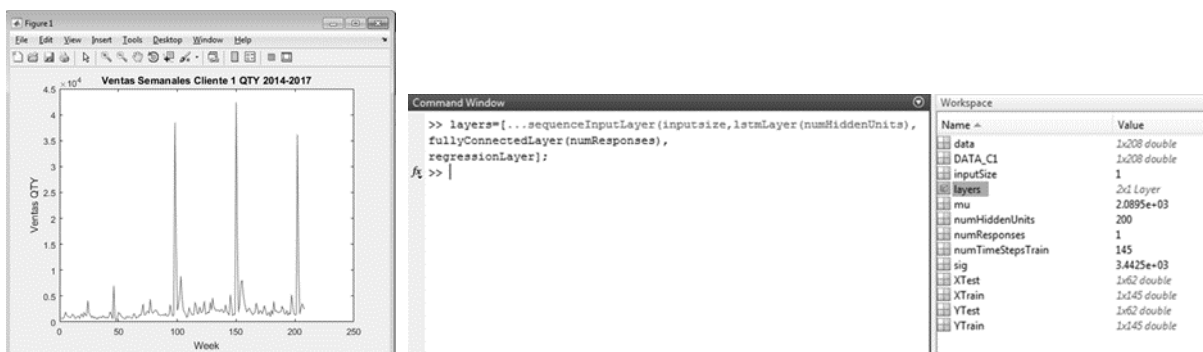 Figure 1
File Edit View Insert Tools Desktop Window Help
Ventas Semanales Cliente 1 QTY 2014-2017
×10⁴
4.5
4
3.5
3
2.5
2
1.5
1
0.5
0
Ventas QTY
0 50 100 150 200 250
Week
Command Window
>> layers=[...sequenceInputLayer(inputsize,lstmLayer(numHiddenUnits),
fullyConnectedLayer(numResponses),
regressionLayer];
fx >>
Workspace
Name Value
data 1x208 double
DATA_C1 1x208 double
inputSize 1
layers 2x1 Layer
mu 2.0895e+03
numHiddenUnits 200
numResponses 1
numTimeStepsTrain 145
sig 3.4425e+03
XTest 1x62 double
XTrain 1x145 double
YTest 1x62 double
YTrain 1x145 double